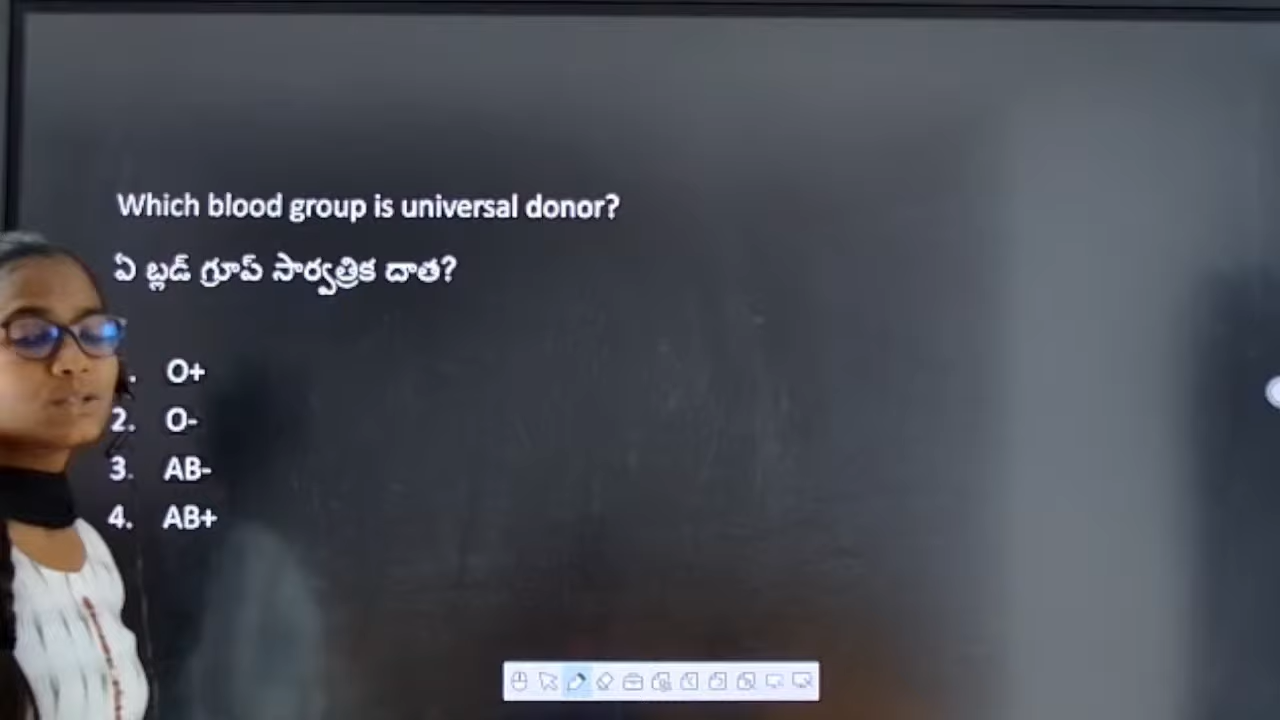 Which blood group is universal donor?
ఏ బ్లడ్ గ్రూప్ సార్వత్రిక దాత?
. O+
2. O-
3. AB-
4. AB+